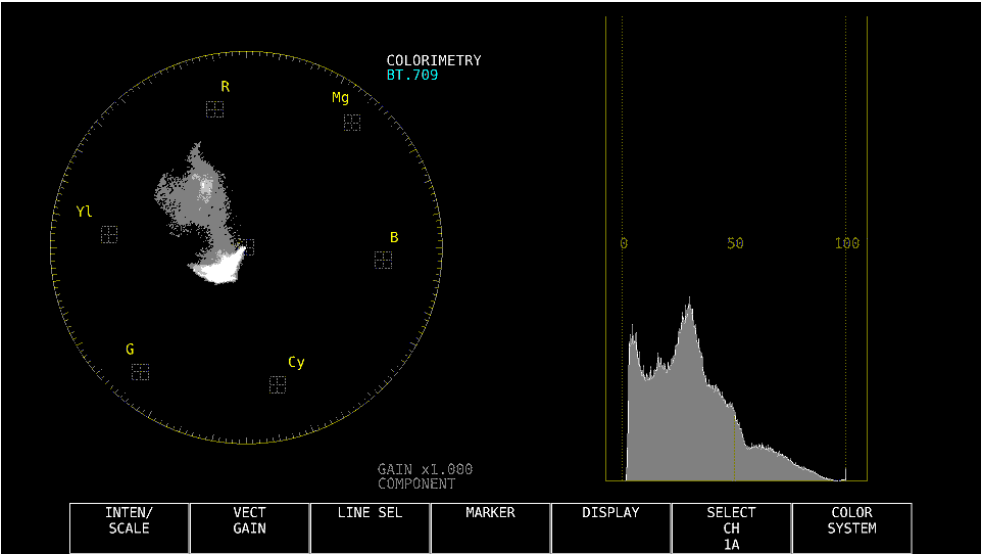 COLORIMETRY
BT.709
R
Mg
Yl
B
G
Cy
0
50
100
GAIN x1.000
COMPONENT
INTEN/
SCALE
VECT
GAIN
LINE SEL
MARKER
DISPLAY
SELECT
CH
1A
COLOR
SYSTEM